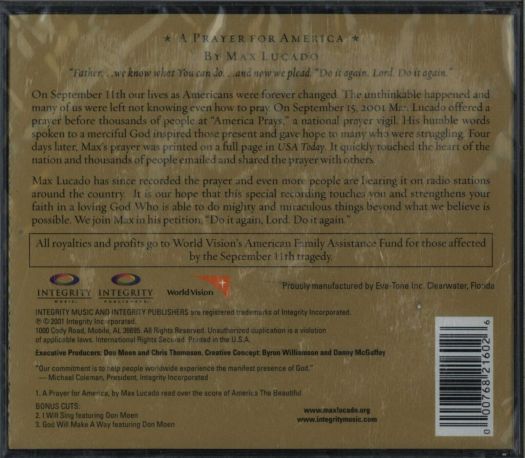 ★ A PRAYER FOR AMERICA ★
BY MAX LUCADO
"Father, . . we know what You can do. . . and now we plead, "Do it again, Lord. Do it again."
On September 11th our lives as Americans were forever changed. The unthinkable happened and
many of us were left not knowing even how to pray. On September 15, 2001 Max Lucado offered a
prayer before thousands of people at "America Prays," a national prayer vigil. His humble words
spoken to a merciful God inspired those present and gave hope to many who were struggling. Four
days later, Max's prayer was printed on a full page in USA Today. It quickly touched the heart of the
nation and thousands of people emailed and shared the prayer with others.
Max Lucado has since recorded the prayer and even more people are hearing it on radio stations
around the country. It is our hope that this special recording touches you and strengthens your
faith in a loving God Who is able to do mighty and miraculous things beyond what we believe is
possible. We join Max in his petition, "Do it again, Lord. Do it again."
All royalties and profits go to World Vision's American Family Assistance Fund for those affected
by the September 11th tragedy.
INTEGRITY
MUSIC
INTEGRITY
PUBLISHERS
World Vision
Proudly manufactured by Eva-Tone Inc. Clearwater, Florida
INTEGRITY MUSIC AND INTEGRITY PUBLISHERS are registered trademarks of Integrity Incorporated.
℗ © 2001 Integrity Incorporated.
1000 Cody Road, Mobile, AL 36695. All Rights Reserved. Unauthorized duplication is a violation
of applicable laws. International Rights Secured. Printed in the U.S.A.
Executive Producers: Don Moen and Chris Thomason. Creative Concept: Byron Williamson and Danny McGuffey
"Our commitment is to help people worldwide experience the manifest presence of God."
— Michael Coleman, President, Integrity Incorporated
1. A Prayer for America, by Max Lucado read over the score of America The Beautiful
BONUS CUTS:
2. I Will Sing featuring Don Moen
3. God Will Make A Way featuring Don Moen
www.maxlucado.org
www.integritymusic.com
0 00768 21602 6